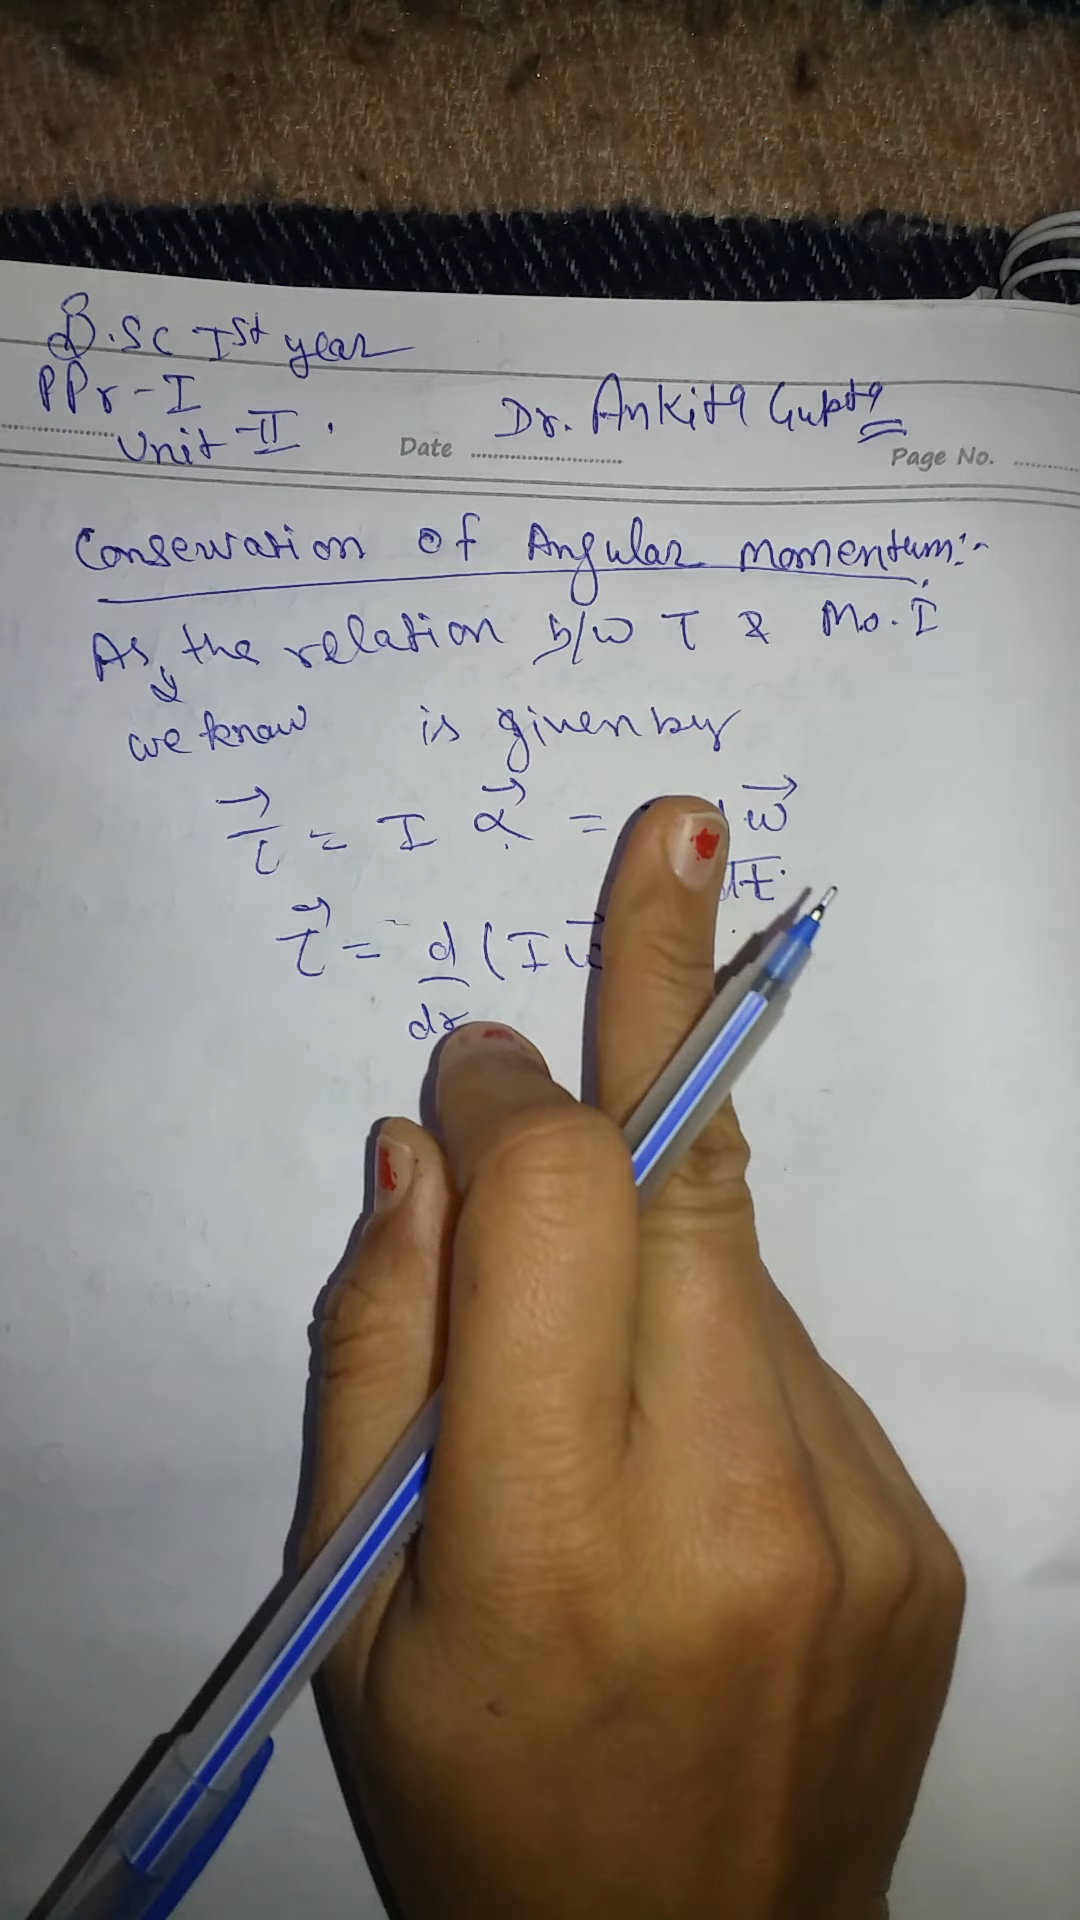 B.Sc Ist year
PPr-I
Unit-II.
Dr. Ankita Gupta
Date
Page No.
Conservation of Angular momentum:-
As the relation b/w τ & Mo.I
we know is given by
τ⃗ = I α⃗ = ω⃗
dt
τ⃗ = d (I ω⃗